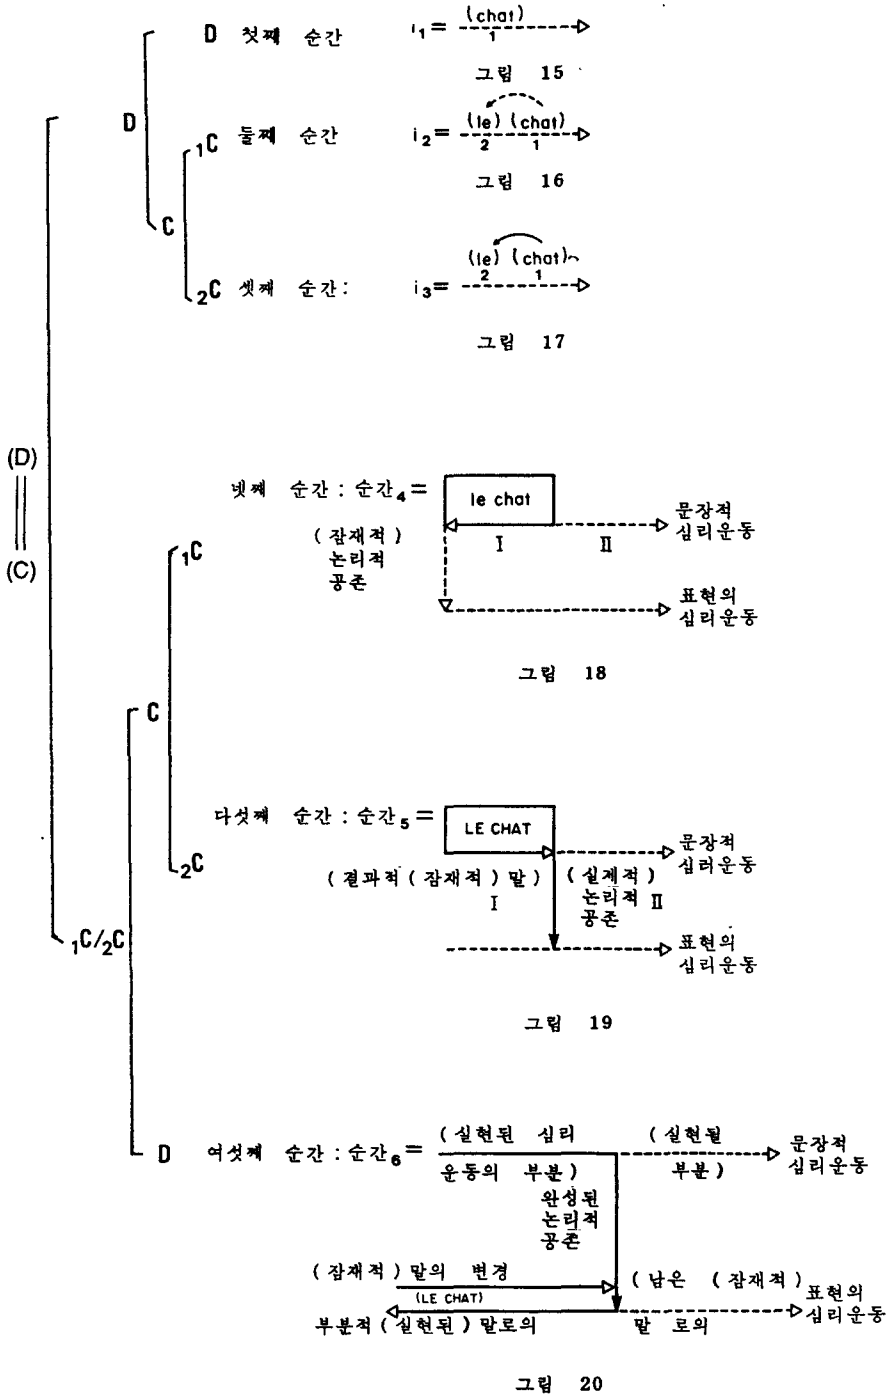 D 첫째 순간 i₁= (chat)
1
그림 15
D
(le) (chat)
₁C 둘째 순간 i₂=
2 1
그림 16
C
(le) (chat)
2 1
₂C 셋째 순간: i₃=
그림 17
(D)
(C)
넷째 순간 : 순간₄= le chat
문장적
심리운동
I II
(잠재적)
논리적
공존
₁C
표현의
심리운동
그림 18
C
다섯째 순간 : 순간₅= LE CHAT
문장적
심리운동
₂C
(결과적(잠재적)말) (실제적)
I 논리적 II
공존
₁C/₂C
표현의
심리운동
그림 19
(실현된 심리 (실현될
D 여섯째 순간 : 순간₆=
문장적
심리운동
운동의 부분) 부분)
완성된
논리적
공존
(잠재적)말의 변경 (남은 (잠재적)
(LE CHAT)
표현의
심리운동
부분적(실현된)말로의 말 로의
그림 20